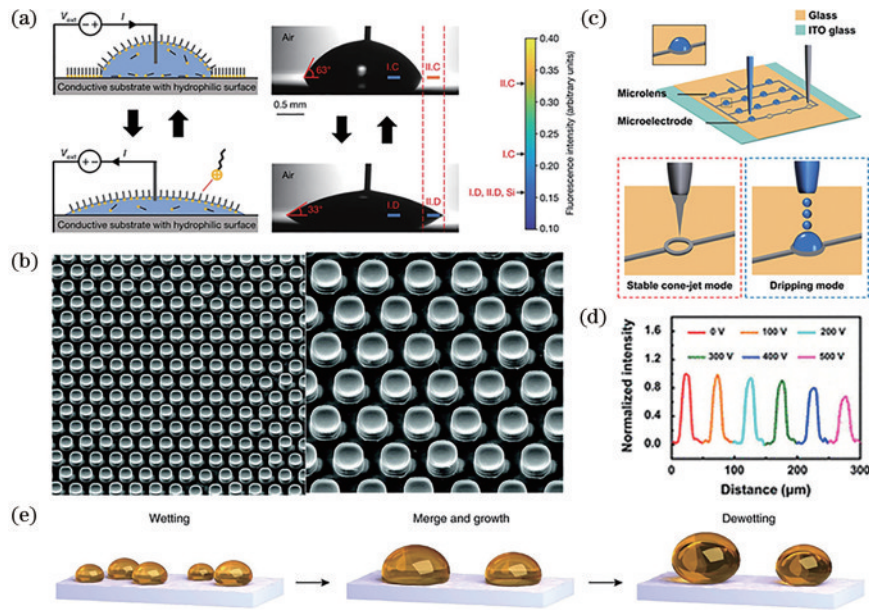 (a)
V_ext
I
Conductive substrate with hydrophilic surface
V_ext
I
Conductive substrate with hydrophilic surface
Air
63°
I.C
II.C
0.5 mm
Air
33°
I.D
II.D
0.40
0.35
0.30
0.25
0.20
0.15
0.10
II.C
I.C
I.D, II.D, Si
Fluorescence intensity (arbitrary units)
(b)
(c)
Glass
ITO glass
Microlens
Microelectrode
Stable cone-jet mode
Dripping mode
(d)
Normalized intensity
1.6
1.2
0.8
0.4
0.0
0 V
100 V
200 V
300 V
400 V
500 V
0
100
200
300
Distance (μm)
(e)
Wetting
Merge and growth
Dewetting